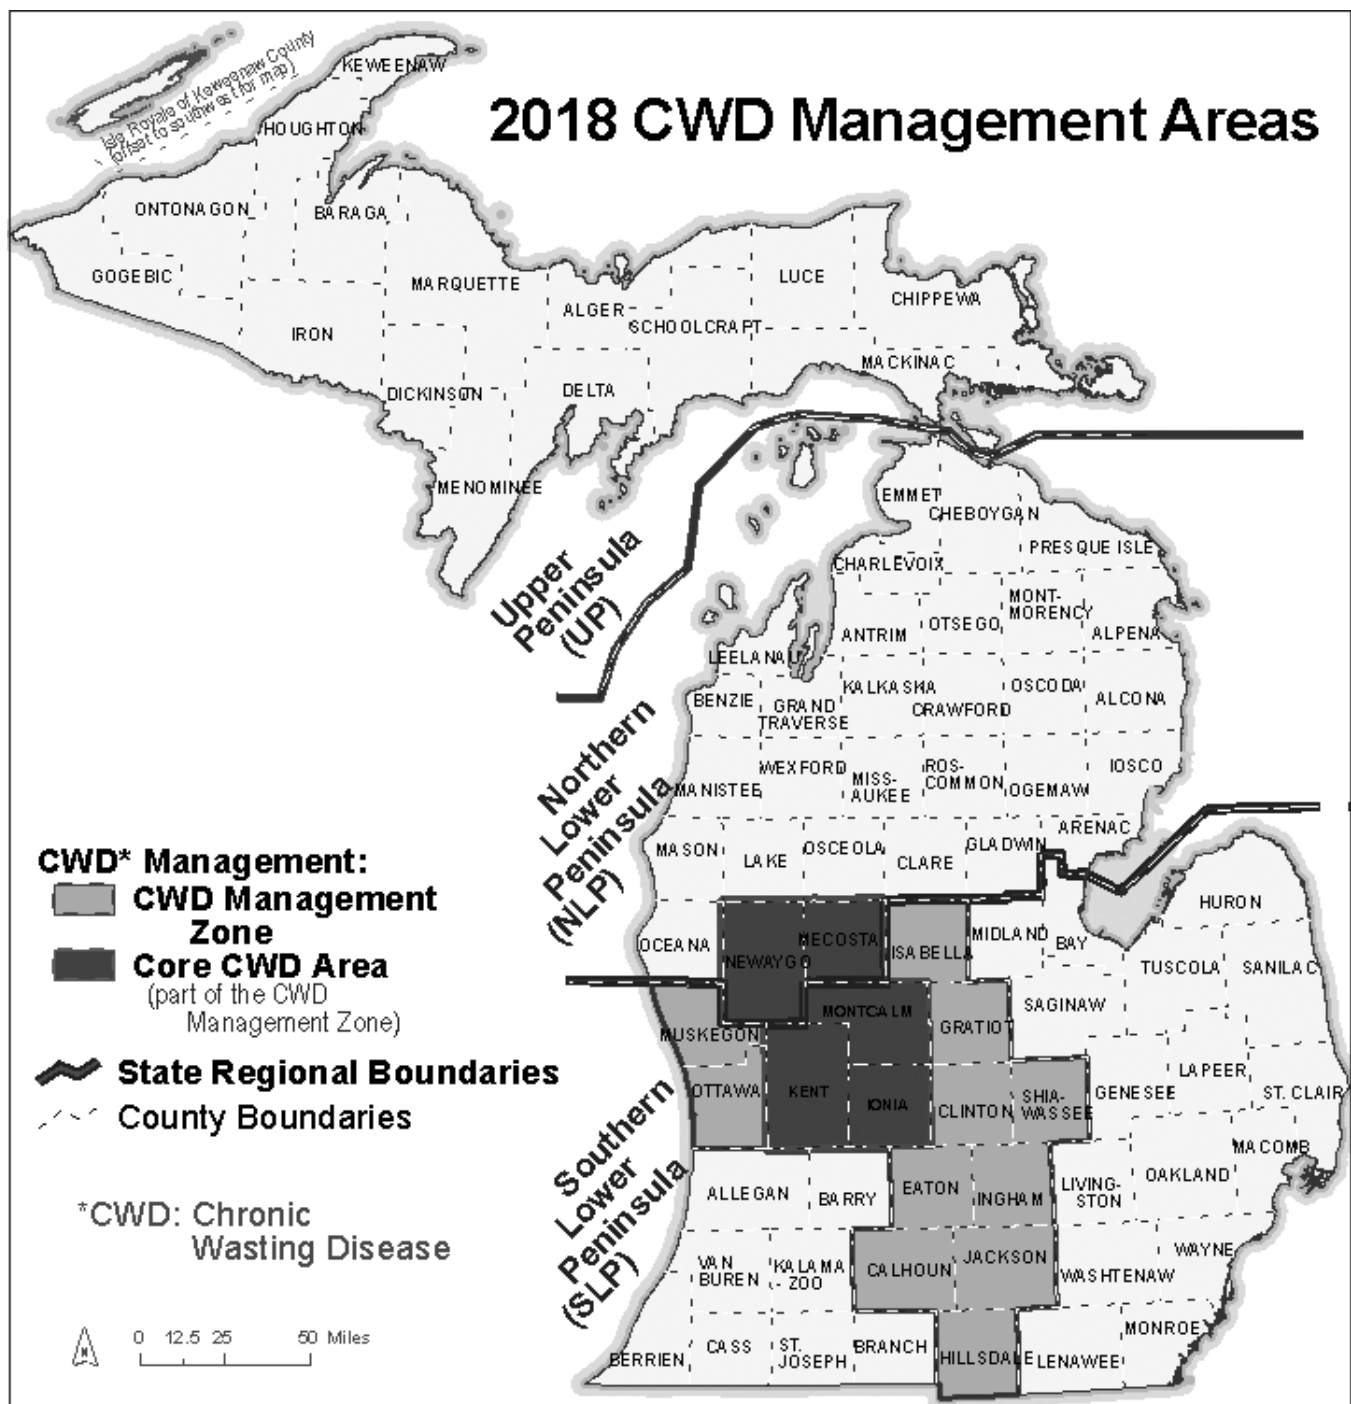 2018 CWD Management Areas
Isle Royale of Keweenaw County
(offset to southwest for map)
KEWEENAW
HOUGHTON
ONTONAGON
BARAGA
GOGEBIC
MARQUETTE
LUCE
CHIPPEWA
ALGER
SCHOOLCRAFT
IRON
MACKINAC
DICKINSON
DELTA
MENOMINEE
EMMET
CHEBOYGAN
PRESQUE ISLE
CHARLEVOIX
Upper
Peninsula
(UP)
MONT-
MORENCY
OTSEGO
ANTRIM
ALPENA
LEELANAU
KALKASKA
OSCODA
BENZIE
GRAND
TRAVERSE
CRAWFORD
ALCONA
Northern
Lower
Peninsula
(NLP)
WEXFORD
MISS-
AUKEE
ROS-
COMMON
IOSCO
MANISTEE
OGEMAW
ARENAC
MASON
LAKE
OSCEOLA
CLARE
GLADWIN
CWD* Management:
CWD Management
Zone
Core CWD Area
(part of the CWD
Management Zone)
State Regional Boundaries
County Boundaries
HURON
OCEANA
NEWAYGO
MECOSTA
ISABELLA
MIDLAND
BAY
TUSCOLA
SANILAC
SAGINAW
MONTCALM
GRATIOT
MUSKEGON
LAPEER
OTTAWA
KENT
IONIA
CLINTON
SHIA-
WASSEE
GENESEE
ST. CLAIR
Southern
Lower
Peninsula
(SLP)
MACOMB
ALLEGAN
BARRY
EATON
INGHAM
LIVING-
STON
OAKLAND
*CWD: Chronic
Wasting Disease
VAN
BUREN
KALAMA
- ZOO
CALHOUN
JACKSON
WASHTENAW
WAYNE
MONROE
BERRIEN
CASS
ST.
JOSEPH
BRANCH
HILLSDALE
LENAWEE
N
0 12.5 25 50 Miles